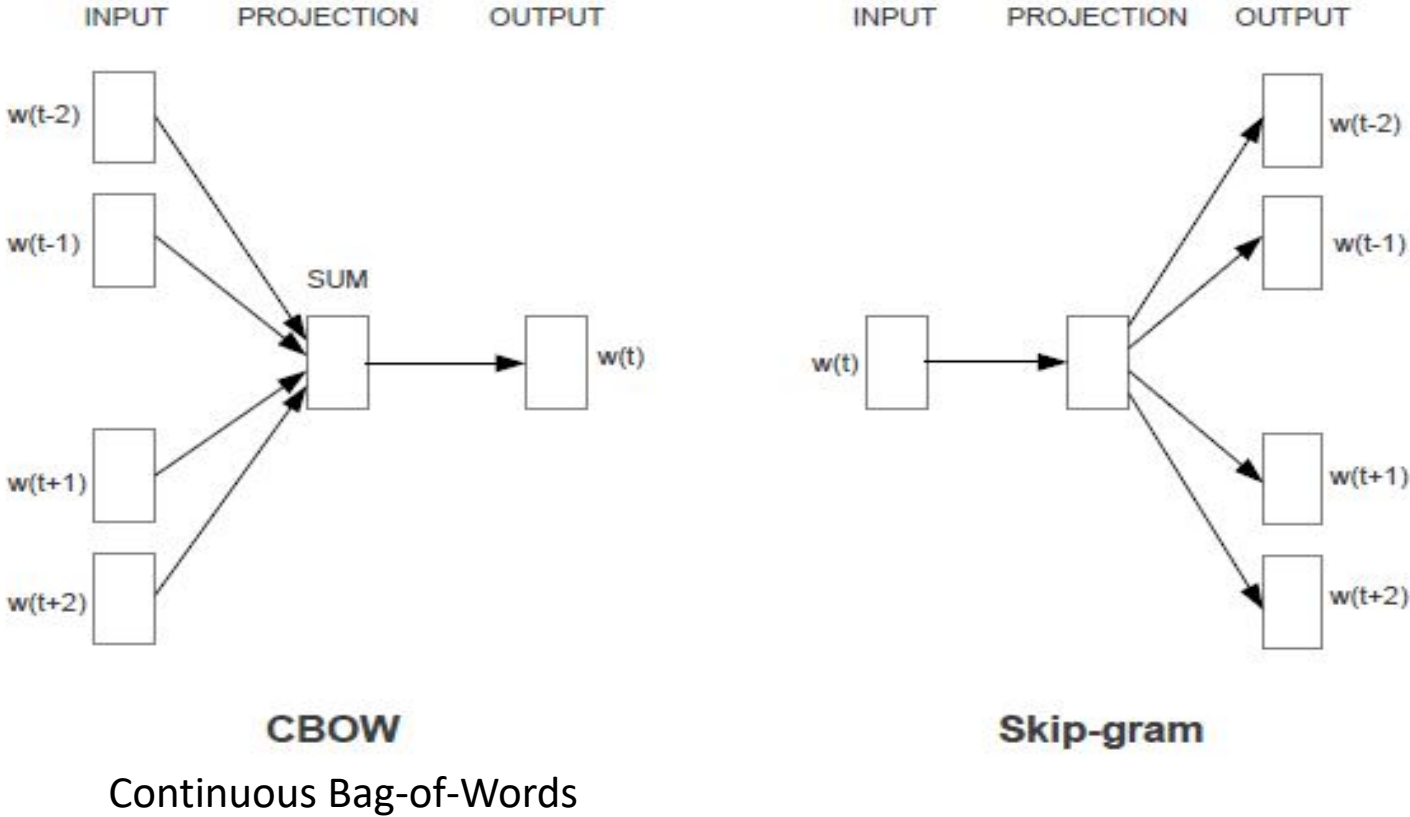 INPUT PROJECTION OUTPUT
w(t-2)
w(t-1)
SUM
w(t)
w(t+1)
w(t+2)
CBOW
Continuous Bag-of-Words
INPUT PROJECTION OUTPUT
w(t-2)
w(t-1)
w(t)
w(t+1)
w(t+2)
Skip-gram